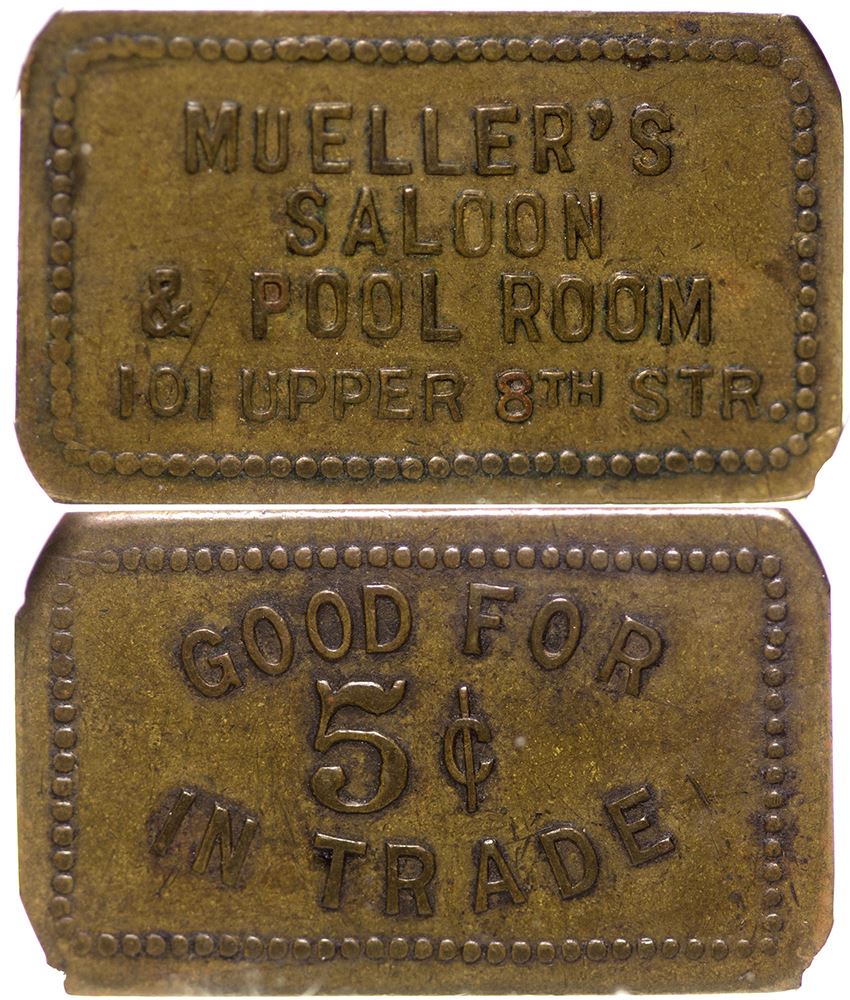 MUELLER'S
SALOON
& POOL ROOM
101 UPPER 8TH STR.
GOOD FOR
5¢
IN TRADE